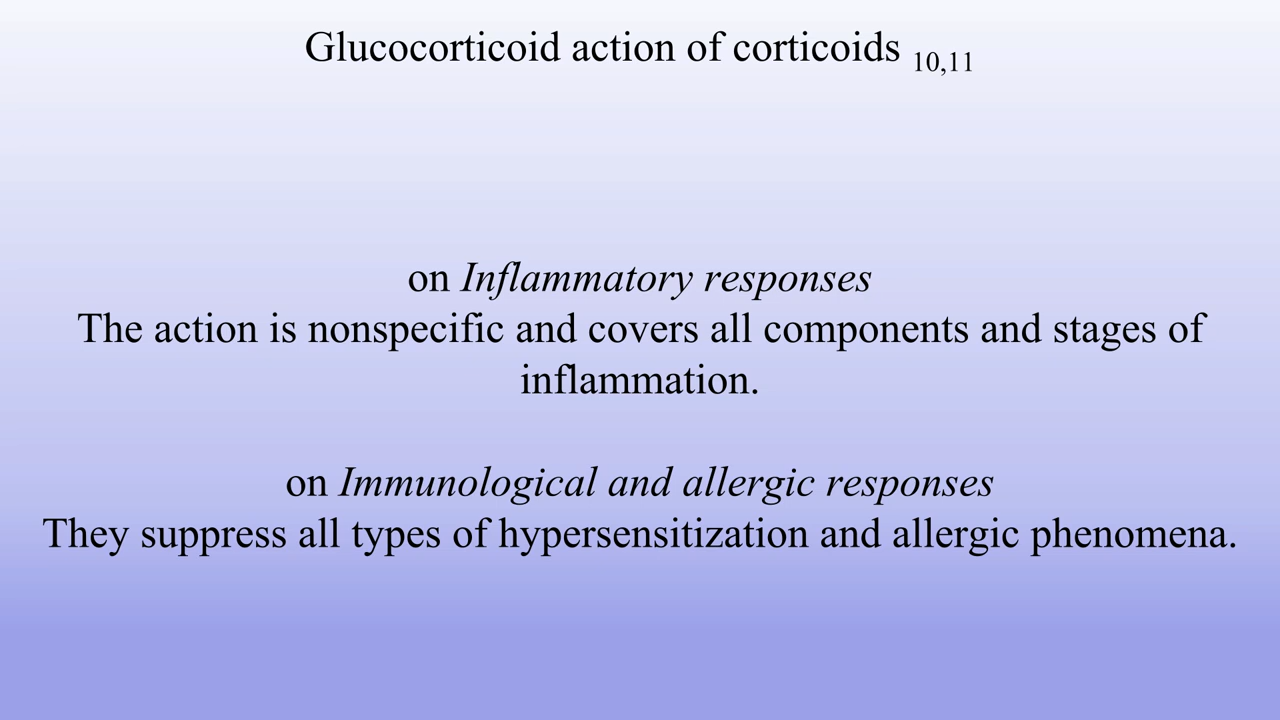 Glucocorticoid action of corticoids 10,11
on Inflammatory responses
The action is nonspecific and covers all components and stages of
inflammation.
on Immunological and allergic responses
They suppress all types of hypersensitization and allergic phenomena.